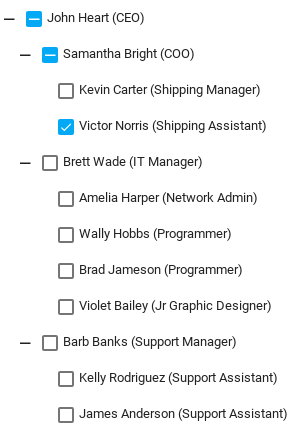 John Heart (CEO)
Samantha Bright (COO)
Kevin Carter (Shipping Manager)
Victor Norris (Shipping Assistant)
Brett Wade (IT Manager)
Amelia Harper (Network Admin)
Wally Hobbs (Programmer)
Brad Jameson (Programmer)
Violet Bailey (Jr Graphic Designer)
Barb Banks (Support Manager)
Kelly Rodriguez (Support Assistant)
James Anderson (Support Assistant)